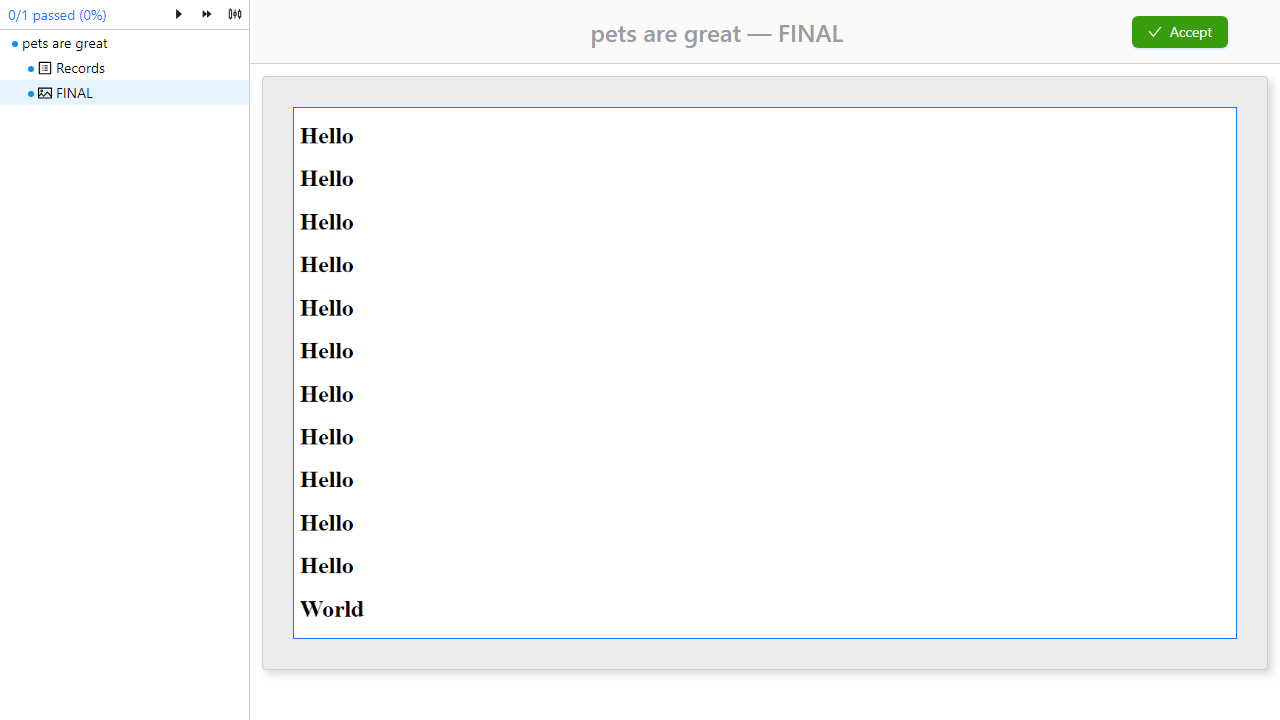 0/1 passed (0%)
pets are great
Records
FINAL
pets are great — FINAL
Accept
Hello
Hello
Hello
Hello
Hello
Hello
Hello
Hello
Hello
Hello
Hello
World